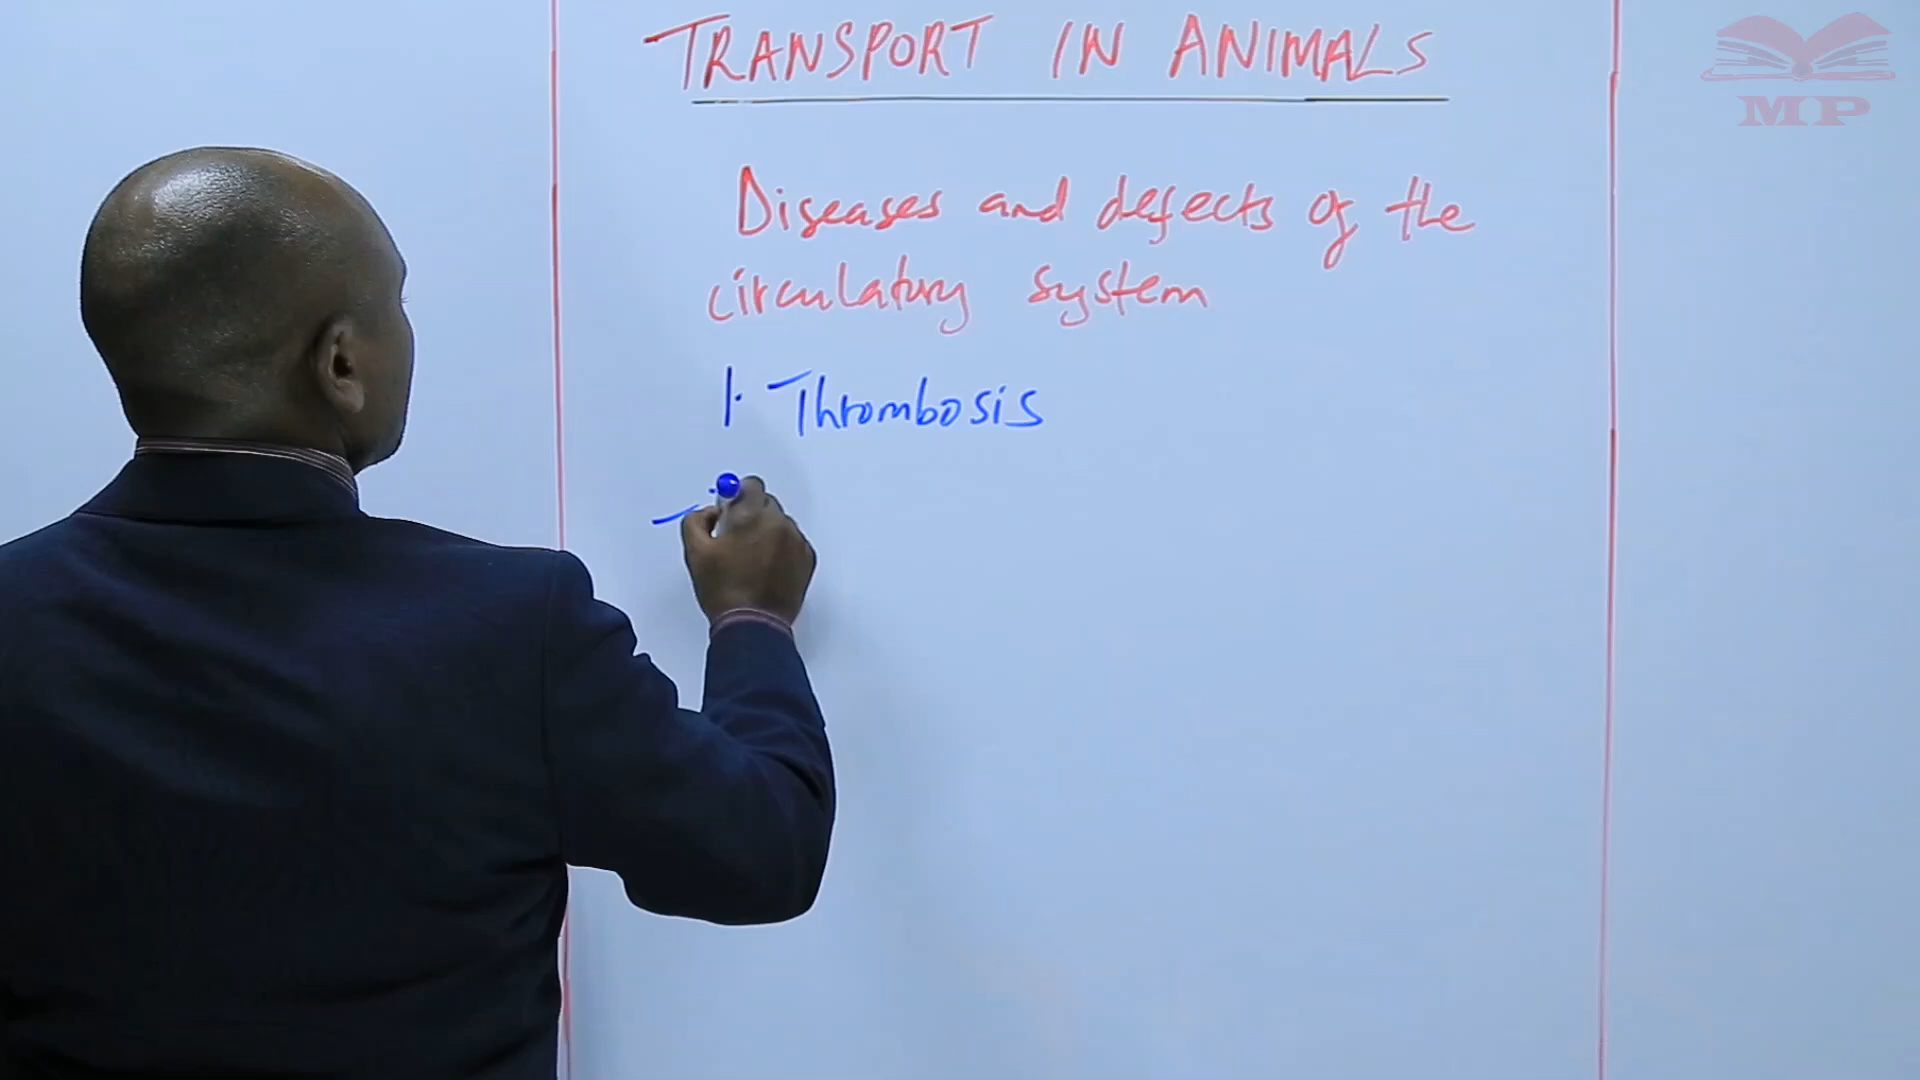 TRANSPORT IN ANIMALS
MP
Diseases and defects of the
circulatory system
1. Thrombosis